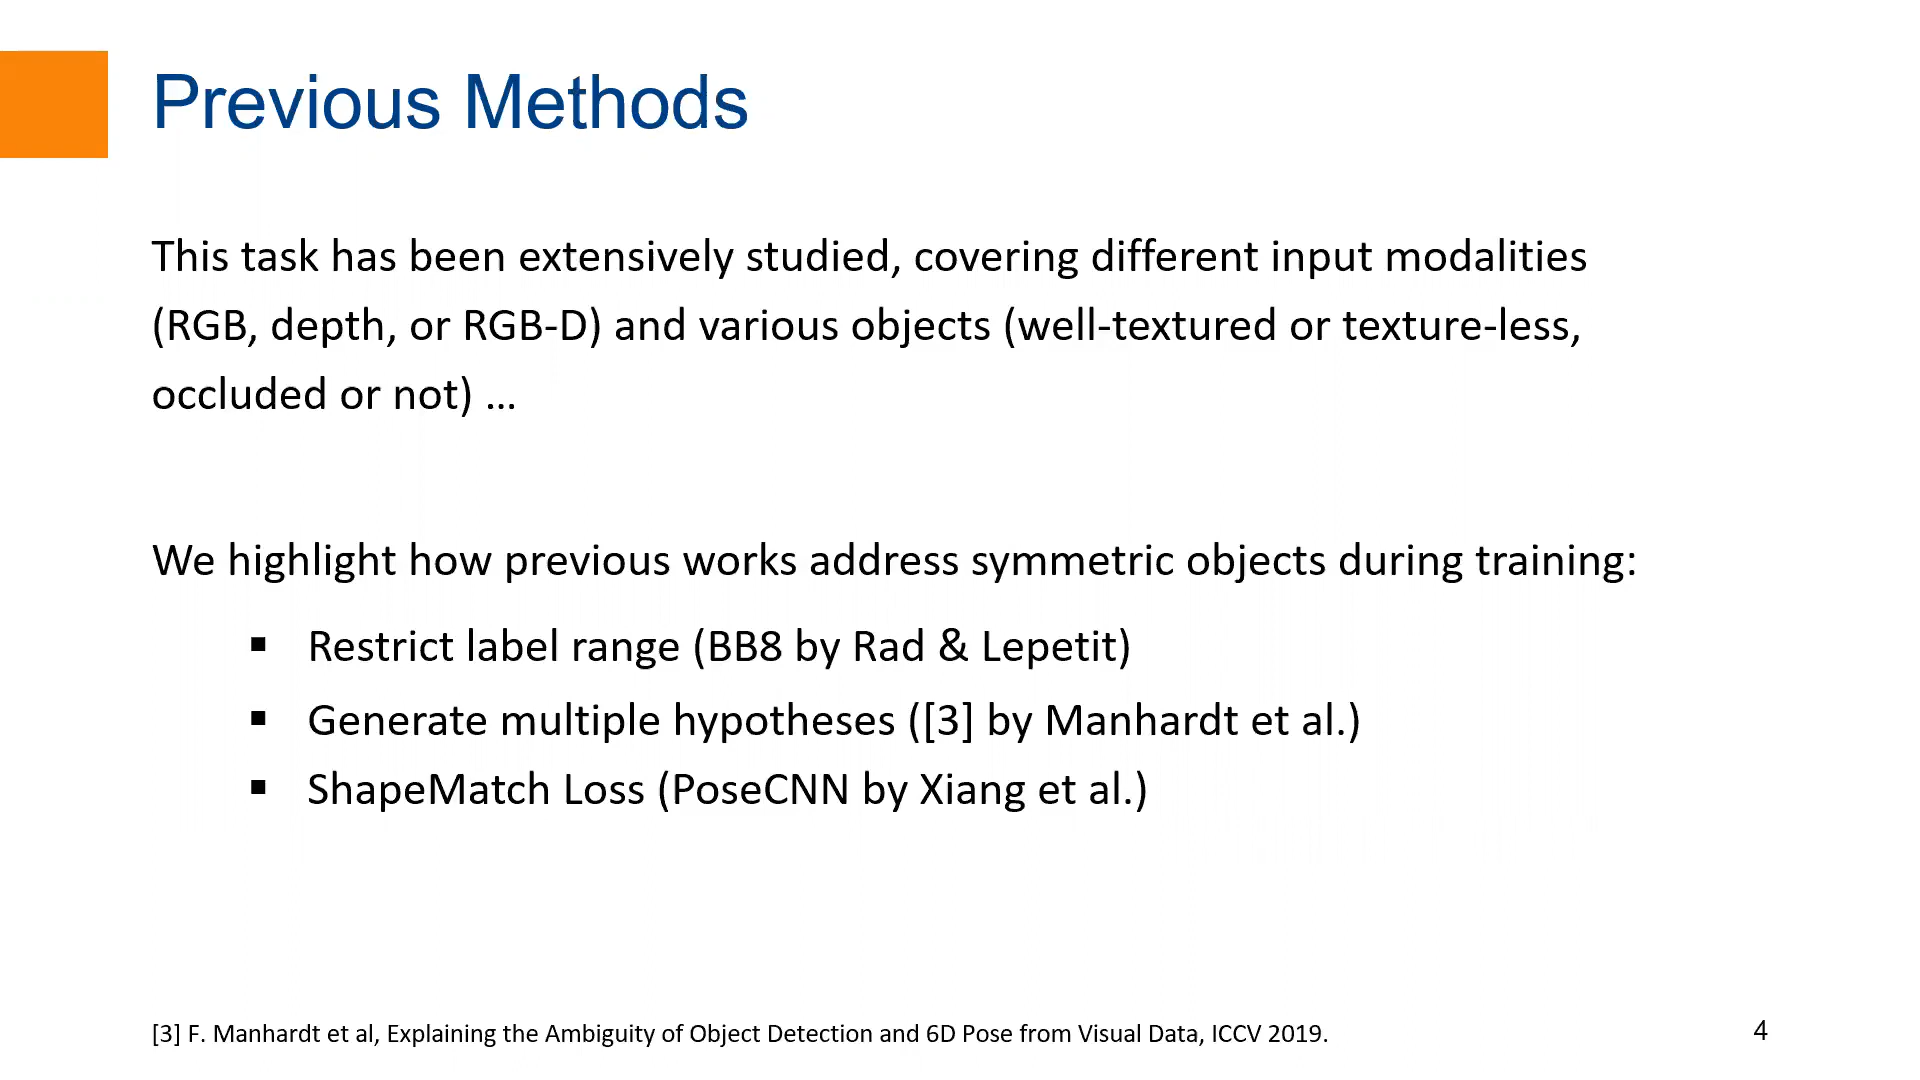 Previous Methods
This task has been extensively studied, covering different input modalities
(RGB, depth, or RGB-D) and various objects (well-textured or texture-less,
occluded or not) ...
We highlight how previous works address symmetric objects during training:
▪ Restrict label range (BB8 by Rad & Lepetit)
▪ Generate multiple hypotheses ([3] by Manhardt et al.)
▪ ShapeMatch Loss (PoseCNN by Xiang et al.)
[3] F. Manhardt et al, Explaining the Ambiguity of Object Detection and 6D Pose from Visual Data, ICCV 2019.
4